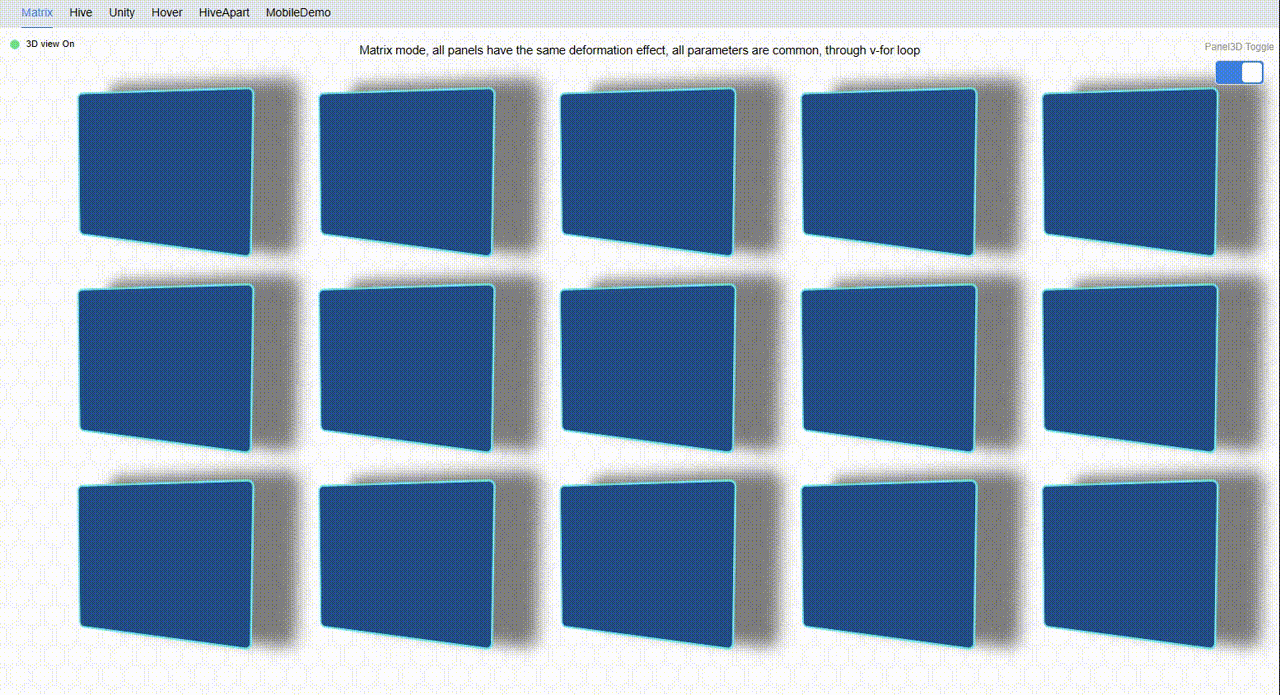 Matrix Hive Unity Hover HiveApart MobileDemo
3D view On
Matrix mode, all panels have the same deformation effect, all parameters are common, through v-for loop
Panel3D Toggle